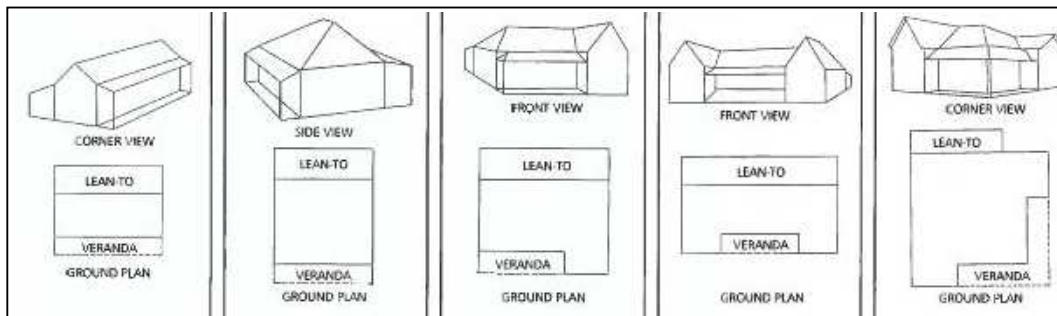 CORNER VIEW
LEAN-TO
VERANDA
GROUND PLAN
SIDE VIEW
LEAN-TO
VERANDA
GROUND PLAN
FRONT VIEW
LEAN-TO
VERANDA
GROUND PLAN
FRONT VIEW
LEAN-TO
VERANDA
GROUND PLAN
CORNER VIEW
LEAN-TO
VERANDA
GROUND PLAN